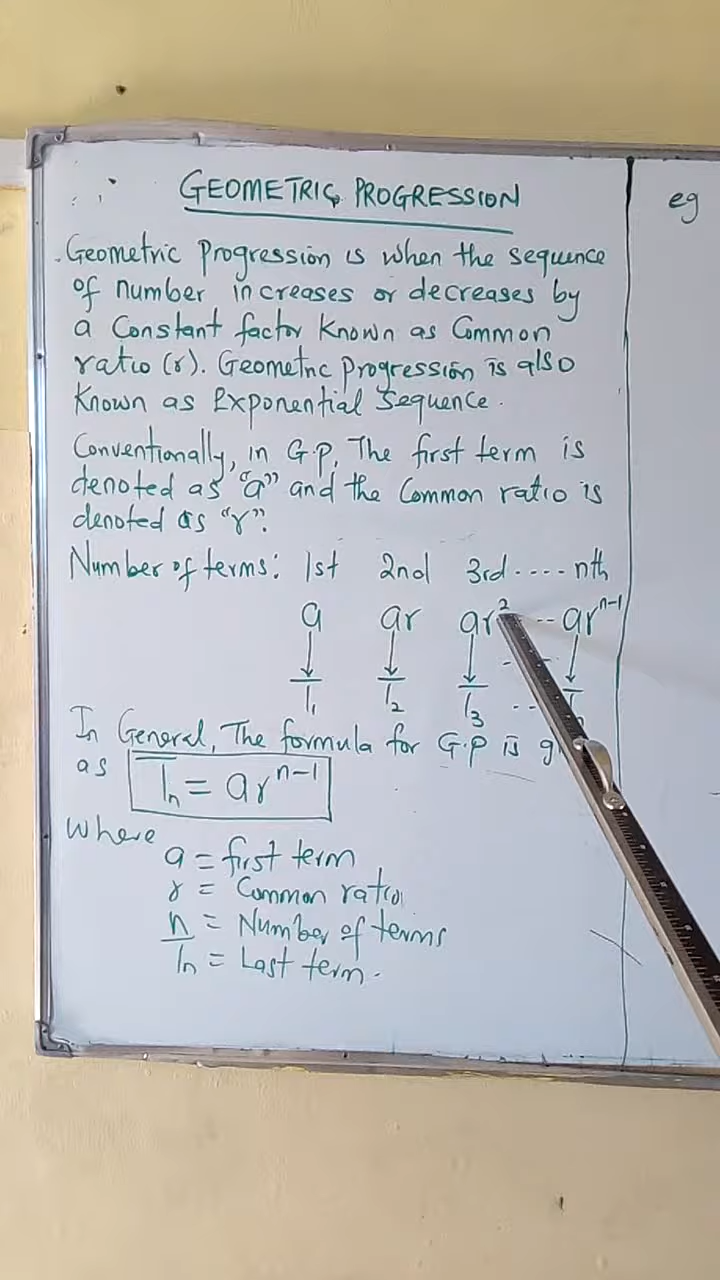 GEOMETRIC PROGRESSION
eg
Geometric Progression is when the sequence
of number increases or decreases by
a Constant factor Known as Common
ratio (r). Geometric Progression is also
Known as Exponential Sequence.
Conventionally, in G.P, The first term is
denoted as "a" and the Common ratio is
denoted as "r".
Number of terms: 1st 2nd 3rd .... nth
a ar ar² ... arⁿ⁻¹
T₁ T₂ T₃ ..
In General, The formula for G.P is
as Tₙ = arⁿ⁻¹
Where
a = first term
r = Common ratio
n = Number of terms
Tₙ = Last term.